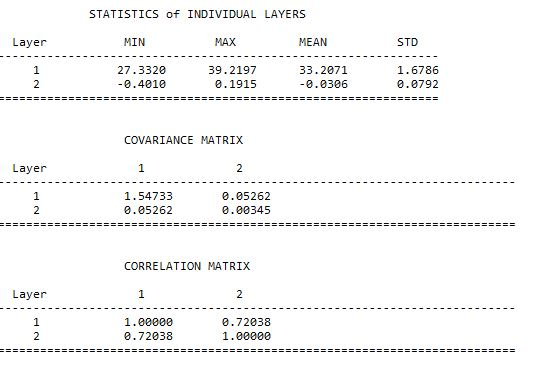 STATISTICS of INDIVIDUAL LAYERS
Layer MIN MAX MEAN STD
---------------------------------------------------------------
1 27.3320 39.2197 33.2071 1.6786
2 -0.4010 0.1915 -0.0306 0.0792
===============================================================
COVARIANCE MATRIX
Layer 1 2
--------------------------------------------------------------------------
1 1.54733 0.05262
2 0.05262 0.00345
==========================================================================
CORRELATION MATRIX
Layer 1 2
--------------------------------------------------------------------------
1 1.00000 0.72038
2 0.72038 1.00000
==========================================================================